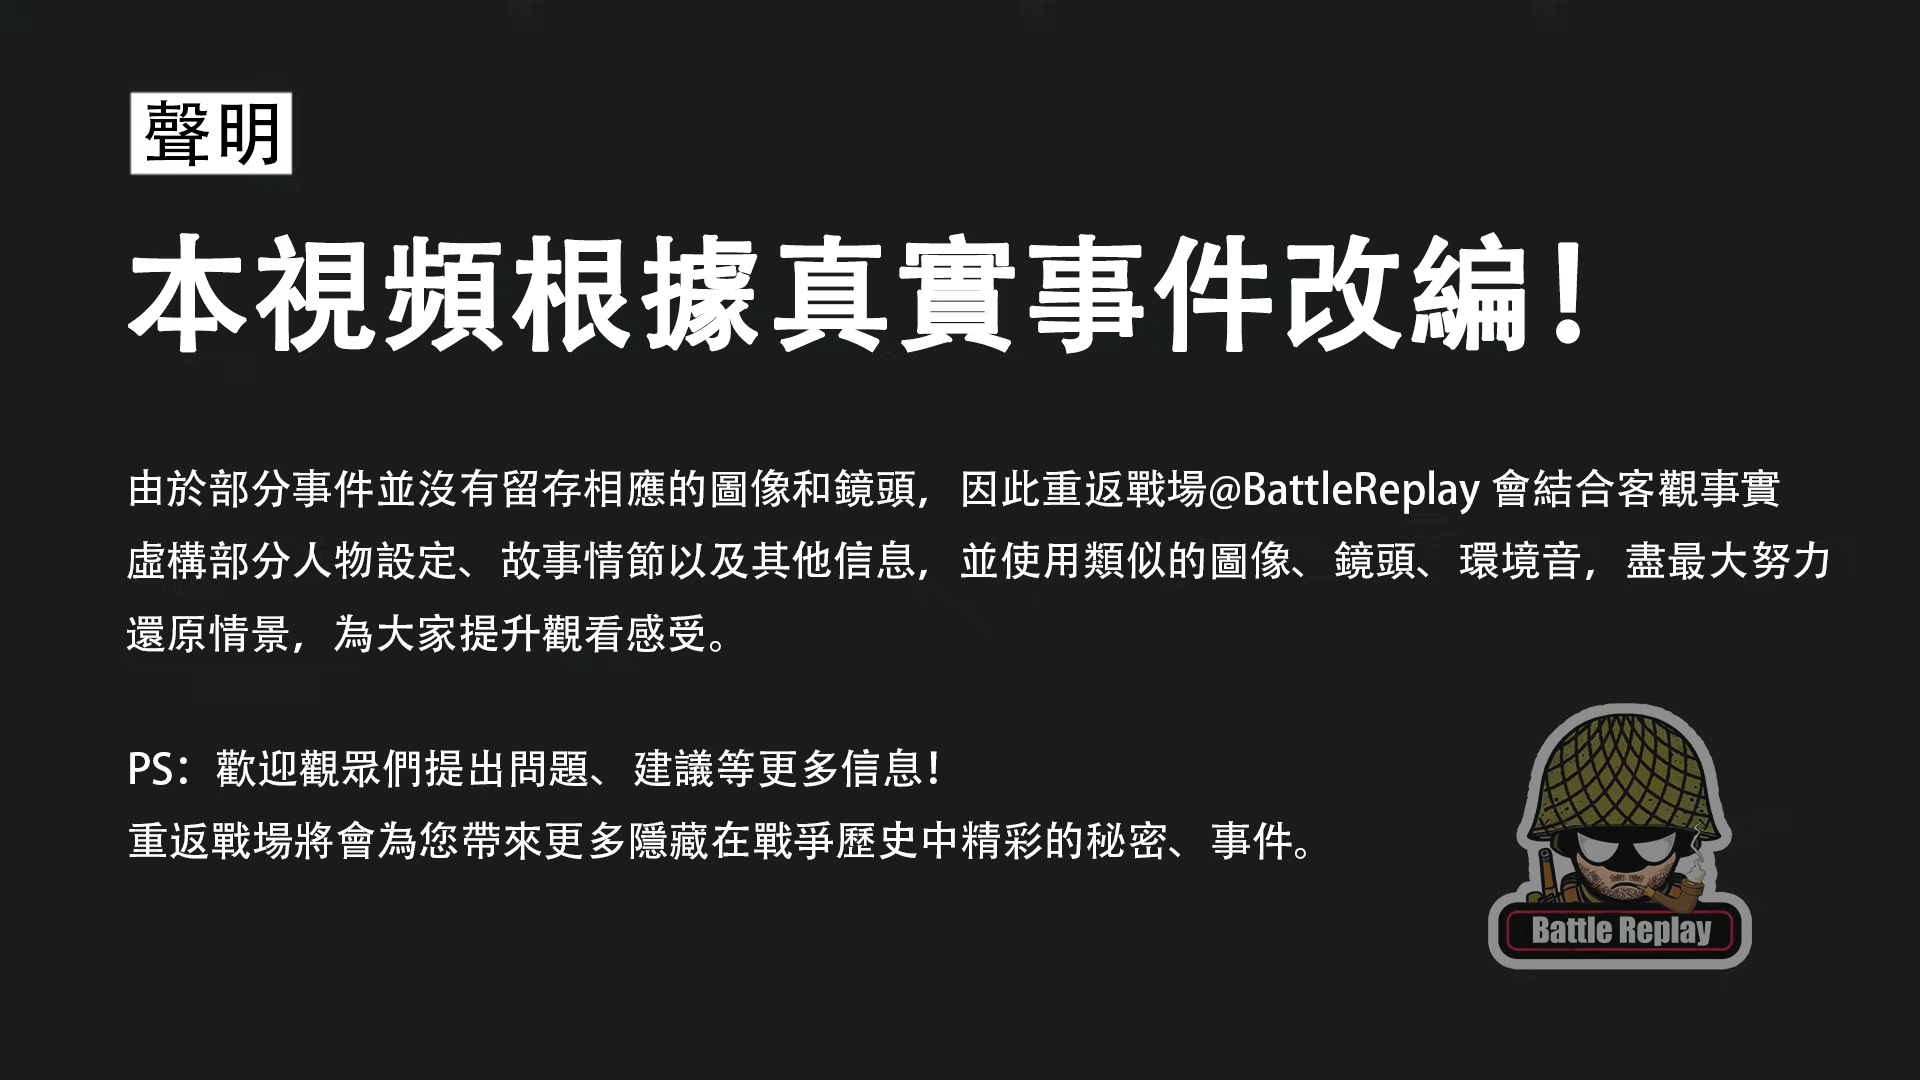 聲明
本視頻根據真實事件改編！
由於部分事件並沒有留存相應的圖像和鏡頭，因此重返戰場@BattleReplay 會結合客觀事實
虛構部分人物設定、故事情節以及其他信息，並使用類似的圖像、鏡頭、環境音，盡最大努力
還原情景，為大家提升觀看感受。
PS：歡迎觀眾們提出問題、建議等更多信息！
重返戰場將會為您帶來更多隱藏在戰爭歷史中精彩的秘密、事件。
Battle Replay